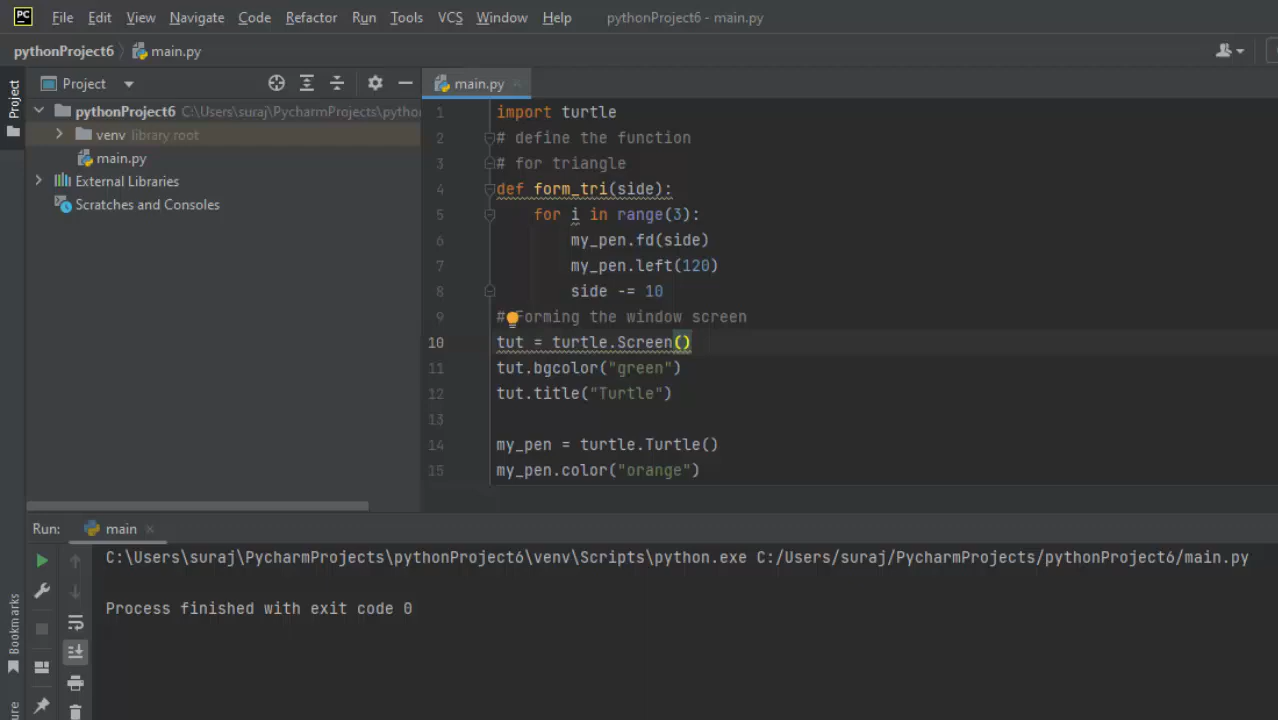 PC File Edit View Navigate Code Refactor Run Tools VCS Window Help pythonProject6 - main.py
pythonProject6 main.py
Project
Project
main.py
pythonProject6 C:\Users\suraj\PycharmProjects\pytho
venv library root
main.py
External Libraries
Scratches and Consoles
1 import turtle
2 # define the function
3 # for triangle
4 def form_tri(side):
5 for i in range(3):
6 my_pen.fd(side)
7 my_pen.left(120)
8 side -= 10
9 # Forming the window screen
10 tut = turtle.Screen()
11 tut.bgcolor("green")
12 tut.title("Turtle")
13
14 my_pen = turtle.Turtle()
15 my_pen.color("orange")
Run: main
C:\Users\suraj\PycharmProjects\pythonProject6\venv\Scripts\python.exe C:/Users/suraj/PycharmProjects/pythonProject6/main.py
Process finished with exit code 0
Bookmarks
ure